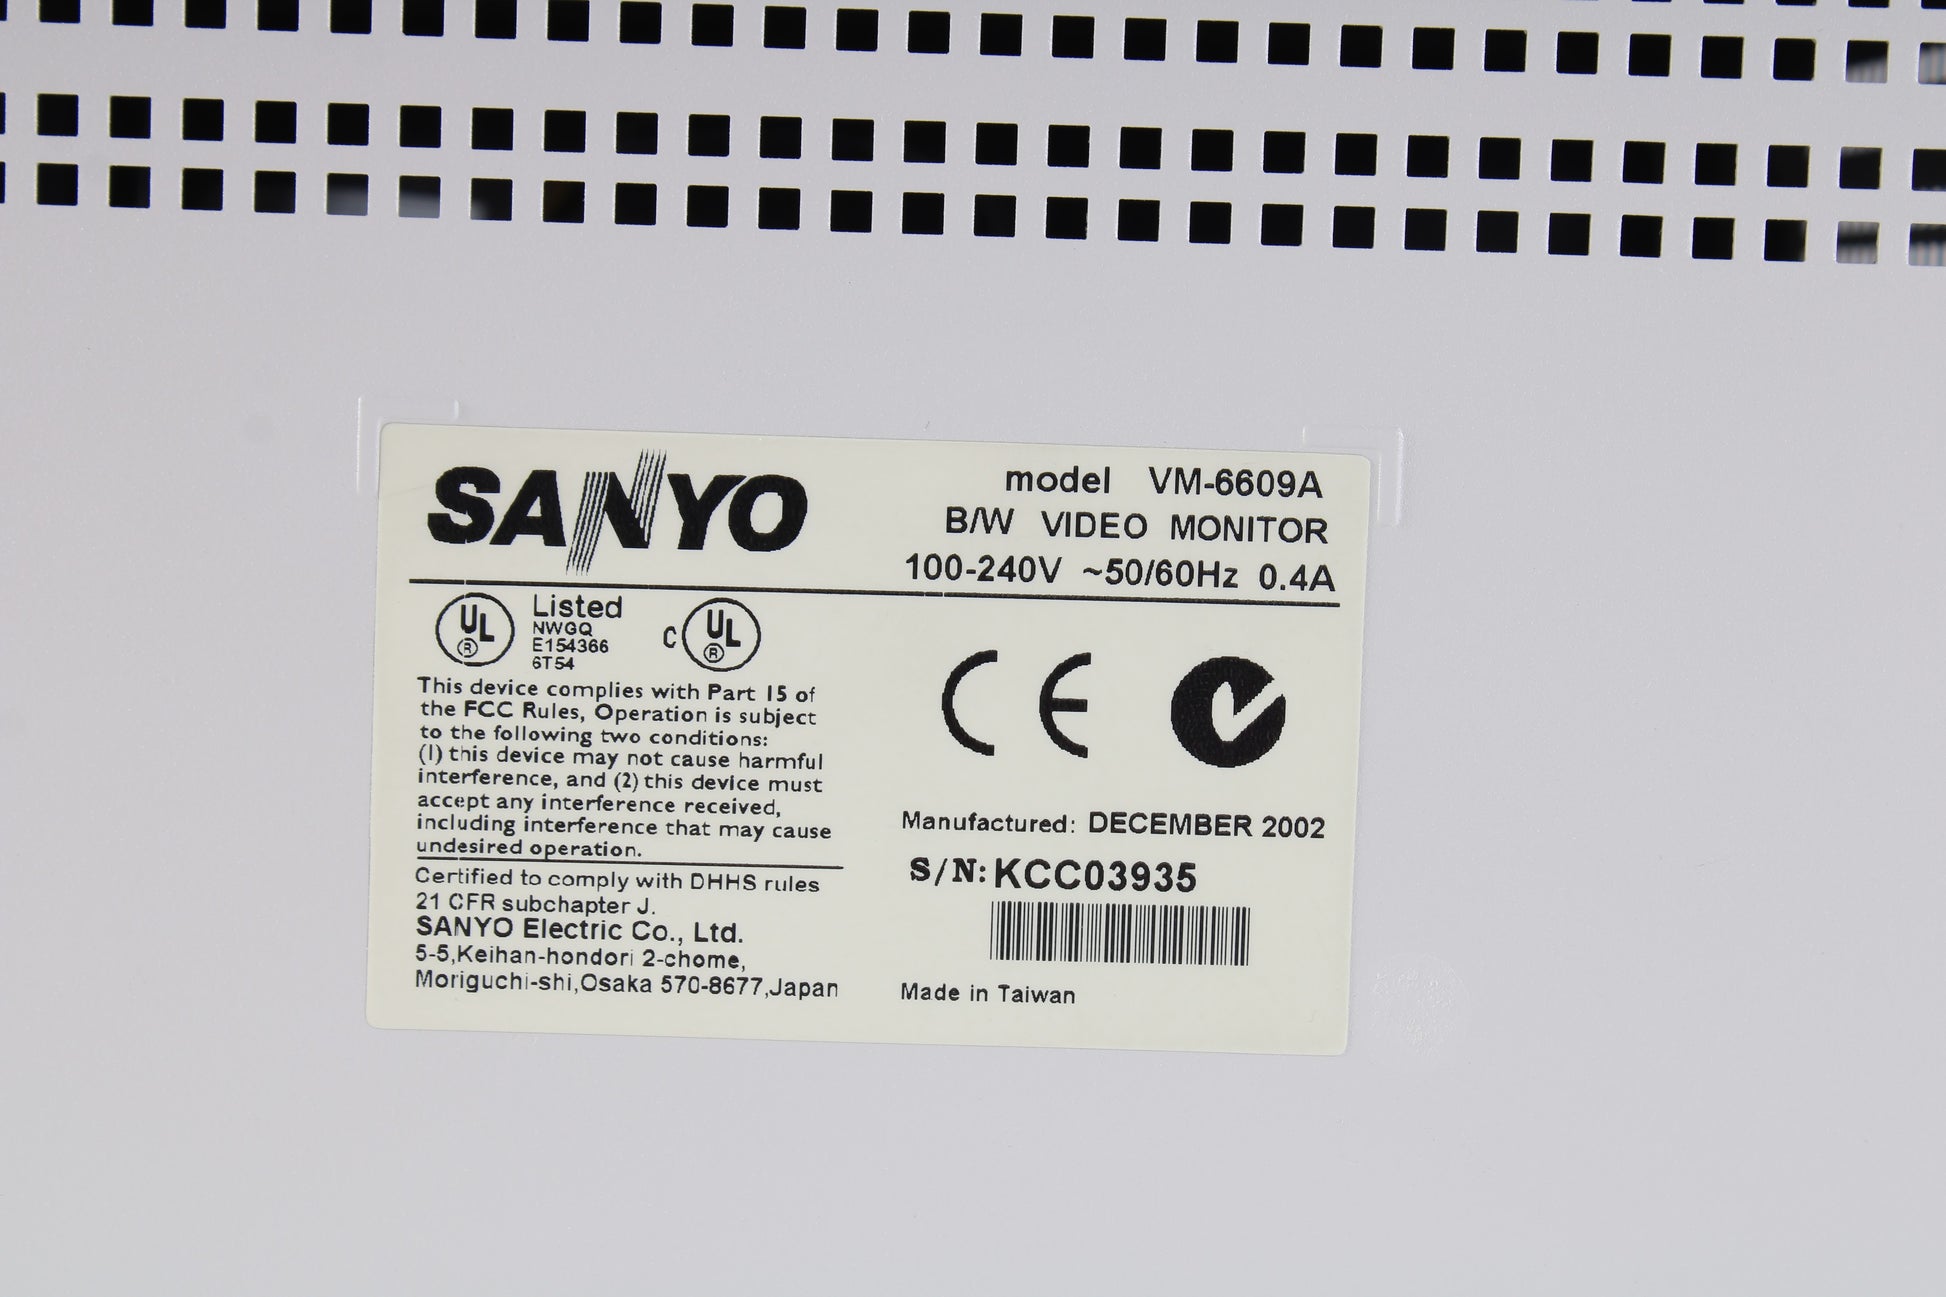 SANYO
model VM-6609A
B/W VIDEO MONITOR
100-240V ~50/60Hz 0.4A
UL ®
Listed
NWGQ
E154366
6T54
C UL ®
This device complies with Part 15 of
the FCC Rules, Operation is subject
to the following two conditions:
(1) this device may not cause harmful
interference, and (2) this device must
accept any interference received,
including interference that may cause
undesired operation.
Certified to comply with DHHS rules
21 CFR subchapter J.
SANYO Electric Co., Ltd.
5-5,Keihan-hondori 2-chome,
Moriguchi-shi,Osaka 570-8677,Japan
CE
Manufactured: DECEMBER 2002
S/N: KCC03935
Made in Taiwan